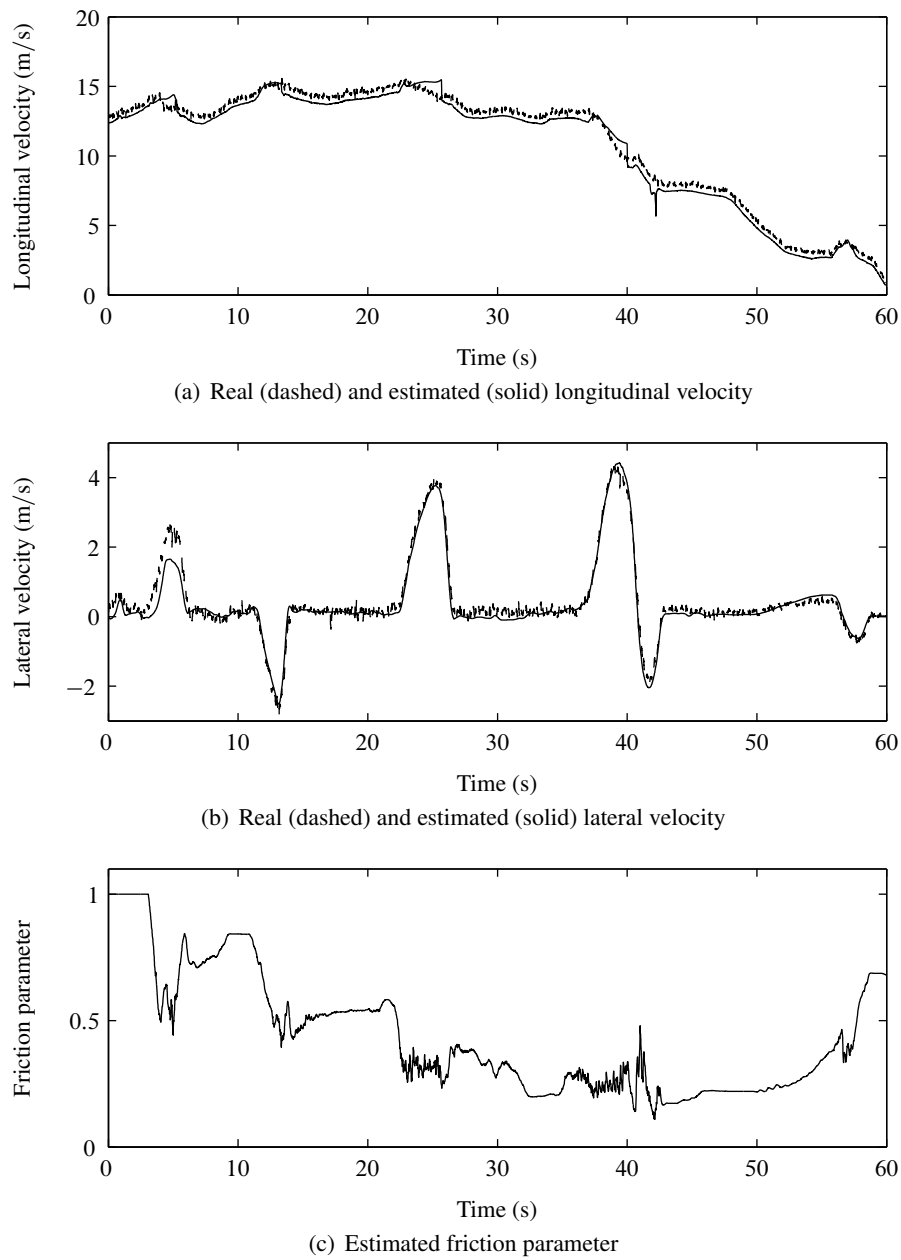 20
15
10
5
0
Longitudinal velocity (m/s)
0 10 20 30 40 50 60
Time (s)
(a) Real (dashed) and estimated (solid) longitudinal velocity
4
2
0
−2
Lateral velocity (m/s)
0 10 20 30 40 50 60
Time (s)
(b) Real (dashed) and estimated (solid) lateral velocity
1
0.5
0
Friction parameter
0 10 20 30 40 50 60
Time (s)
(c) Estimated friction parameter